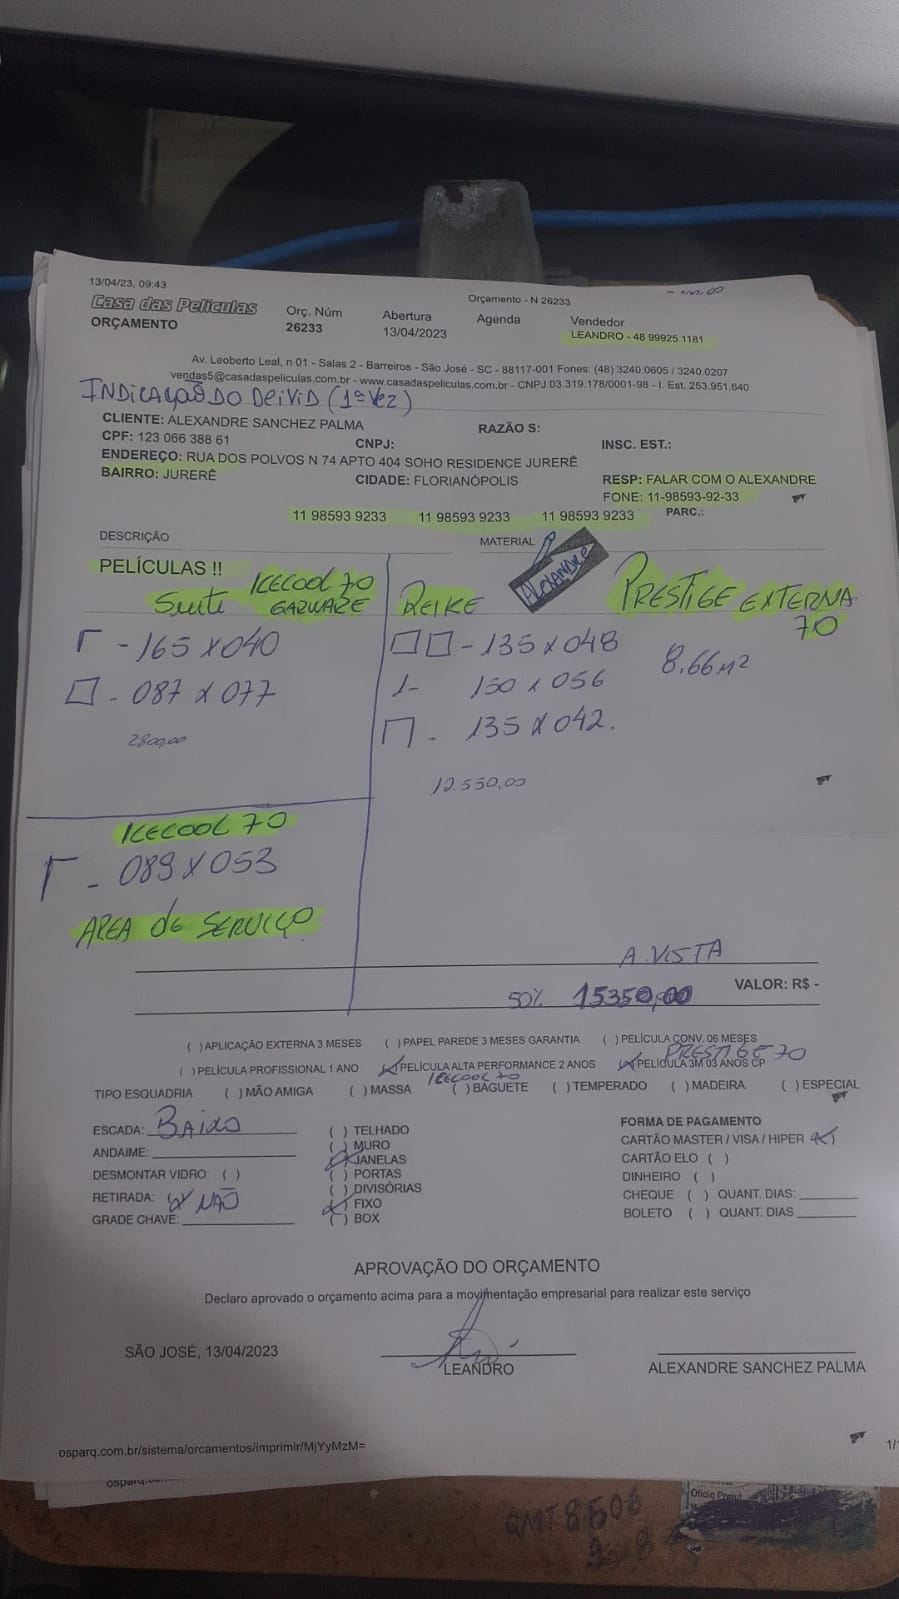 13/04/23, 09:43
Orçamento - N 26233
Casa das Películas
ORÇAMENTO
Orç. Núm
26233
Abertura
13/04/2023
Agenda
Vendedor
LEANDRO - 48 99925 1181
Av. Leoberto Leal, n 01 - Salas 2 - Barreiros - São José - SC - 88117-001 Fones: (48) 3240.0605 / 3240.0207
vendas5@casadaspeliculas.com.br - www.casadaspeliculas.com.br - CNPJ 03.319.178/0001-98 - I. Est. 253.951.640
INDICAÇÃO DO DEIVID (1ª VEZ)
CLIENTE: ALEXANDRE SANCHEZ PALMA
RAZÃO S:
CPF: 123 066 388 61
CNPJ:
INSC. EST.:
ENDEREÇO: RUA DOS POLVOS N 74 APTO 404 SOHO RESIDENCE JURERÊ
BAIRRO: JURERÊ
CIDADE: FLORIANÓPOLIS
RESP: FALAR COM O ALEXANDRE
FONE: 11-98593-92-33
11 98593 9233 11 98593 9233 11 98593 9233
PARC.:
DESCRIÇÃO
MATERIAL
Alexandre
PELÍCULAS !!
Suite ICECOOL 70
GARWARE
- 165 X 040
- 087 X 077
2800,00
REIKE
- 135 X 048
1- 150 X 056
- 135 X 042.
12.550,00
PRESTIGE EXTERNA
70
8.66 M²
ICECOOL 70
- 089 X 053
AREA de SERVIÇO
A. VISTA
50% 15350,00
VALOR: R$ -
( )APLICAÇÃO EXTERNA 3 MESES ( )PAPEL PAREDE 3 MESES GARANTIA ( )PELÍCULA CONV. 06 MESES
PRESTIGE 70
( )PELÍCULA PROFISSIONAL 1 ANO (X)PELÍCULA ALTA PERFORMANCE 2 ANOS (X)PELÍCULA 3M 03 ANOS CP
ICECOOL 70
TIPO ESQUADRIA ( )MÃO AMIGA ( )MASSA ( )BAGUETE ( )TEMPERADO ( )MADEIRA ( )ESPECIAL
ESCADA: BAIXO
ANDAIME:
DESMONTAR VIDRO: ( )
RETIRADA: (X) NÃO
GRADE CHAVE:
( ) TELHADO
( ) MURO
(X) JANELAS
( ) PORTAS
( ) DIVISÓRIAS
(X) FIXO
( ) BOX
FORMA DE PAGAMENTO
CARTÃO MASTER / VISA / HIPER (X)
CARTÃO ELO ( )
DINHEIRO ( )
CHEQUE ( ) QUANT. DIAS:
BOLETO ( ) QUANT. DIAS
APROVAÇÃO DO ORÇAMENTO
Declaro aprovado o orçamento acima para a movimentação empresarial para realizar este serviço
SÃO JOSÉ, 13/04/2023
LEANDRO
ALEXANDRE SANCHEZ PALMA
osparq.com.br/sistema/orcamentos/imprimir/MjYyMzM=
1/1
QMT8506